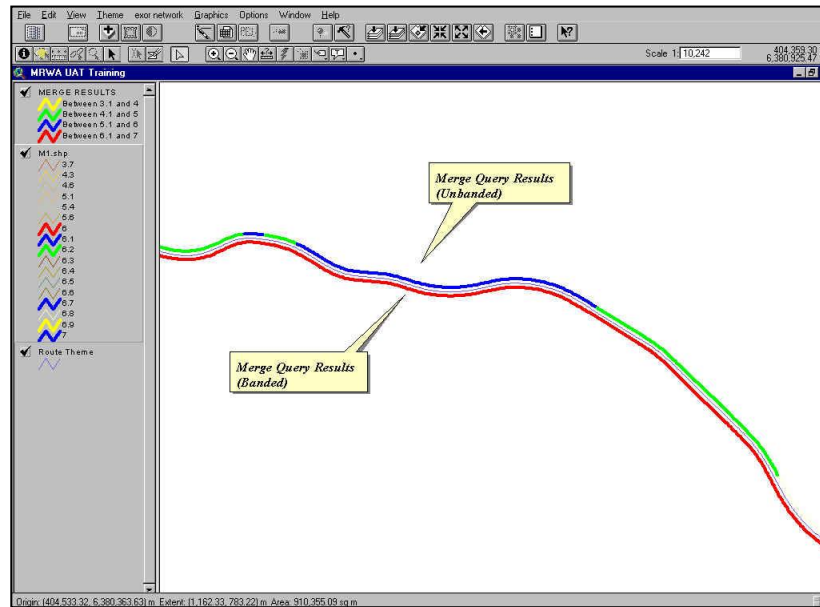 File Edit View Theme exor network Graphics Options Window Help
Scale 1: 10,242
404,359.30
6,380,925.47
MRWA UAT Training
MERGE RESULTS
Between 3.1 and 4
Between 4.1 and 5
Between 5.1 and 6
Between 6.1 and 7
M1.shp
3.7
4.3
4.6
5.1
5.4
5.6
6
6.1
6.2
6.3
6.4
6.5
6.6
6.7
6.8
6.9
7
Route Theme
Merge Query Results
(Unbanded)
Merge Query Results
(Banded)
Origin: (404,533.32, 6,380,363.63) m Extent: (1,162.33, 783.22) m Area: 910,355.09 sq m